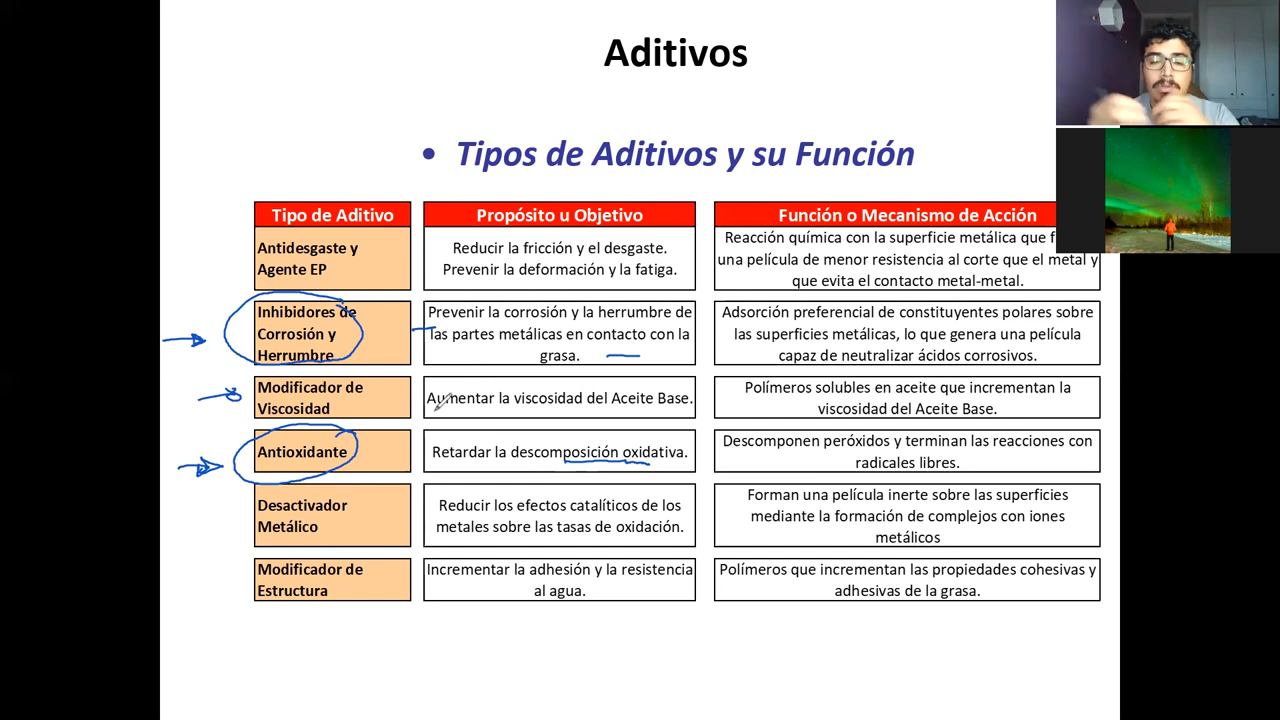 Aditivos
• Tipos de Aditivos y su Función
Tipo de Aditivo
Propósito u Objetivo
Función o Mecanismo de Acción
Antidesgaste y
Agente EP
Reducir la fricción y el desgaste.
Prevenir la deformación y la fatiga.
Reacción química con la superficie metálica que
una película de menor resistencia al corte que el metal y
que evita el contacto metal-metal.
Inhibidores de
Corrosión y
Herrumbre
Prevenir la corrosión y la herrumbre de
las partes metálicas en contacto con la
grasa.
Adsorción preferencial de constituyentes polares sobre
las superficies metálicas, lo que genera una película
capaz de neutralizar ácidos corrosivos.
Modificador de
Viscosidad
Aumentar la viscosidad del Aceite Base.
Polímeros solubles en aceite que incrementan la
viscosidad del Aceite Base.
Antioxidante
Retardar la descomposición oxidativa.
Descomponen peróxidos y terminan las reacciones con
radicales libres.
Desactivador
Metálico
Reducir los efectos catalíticos de los
metales sobre las tasas de oxidación.
Forman una película inerte sobre las superficies
mediante la formación de complejos con iones
metálicos
Modificador de
Estructura
Incrementar la adhesión y la resistencia
al agua.
Polímeros que incrementan las propiedades cohesivas y
adhesivas de la grasa.